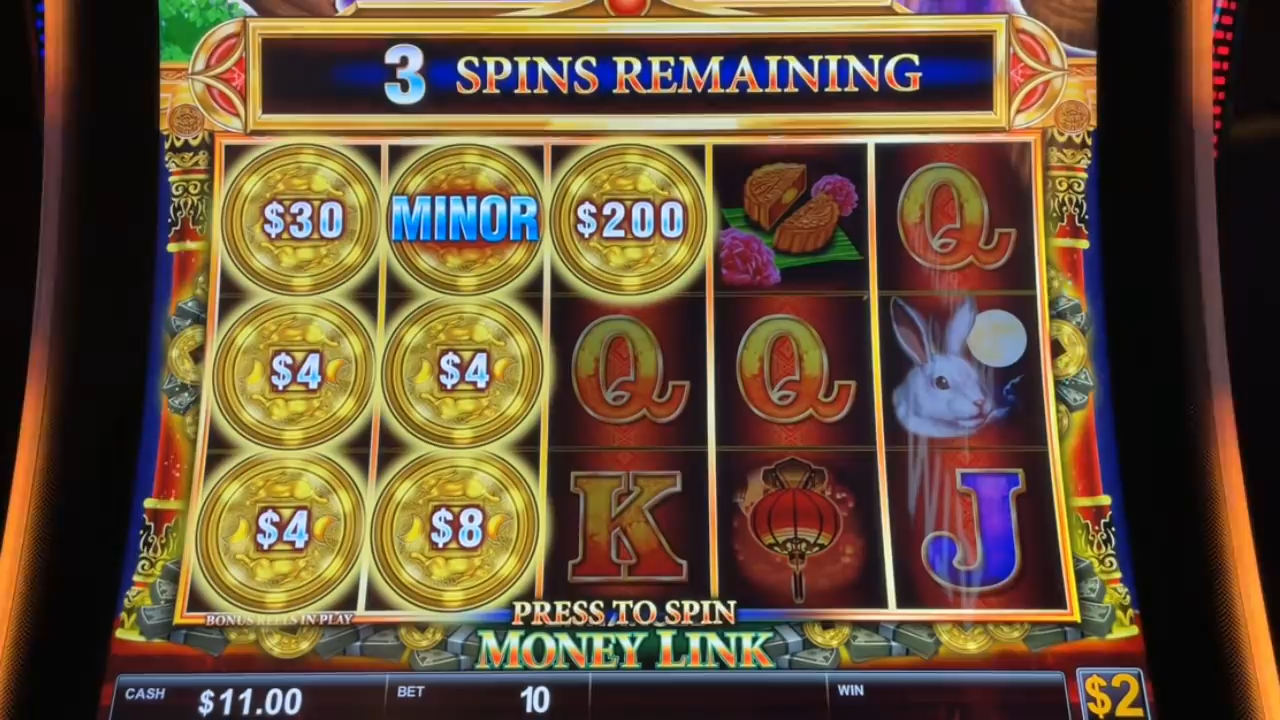 3 SPINS REMAINING
$30 MINOR $200 Q
$4 $4 Q Q
$4 $8 K J
BONUS REELS IN PLAY
PRESS TO SPIN
MONEY LINK
CASH $11.00 BET 10 WIN $2